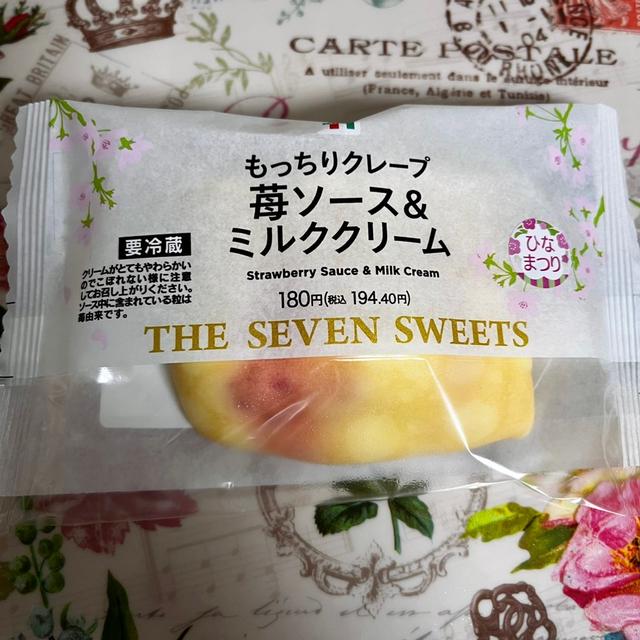 CARTE POSTALE
A utiliser seulement dans le
(France, Algérie et Tunisie)
もっちりクレープ
苺ソース&
ミルククリーム
Strawberry Sauce & Milk Cream
180円(税込 194.40円)
要冷蔵
クリームがとてもやわらかい
のでこぼれない様に注意
してお召し上がりください。
ソース中に含まれている粒は
苺由来です。
ひな
まつり
THE SEVEN SWEETS